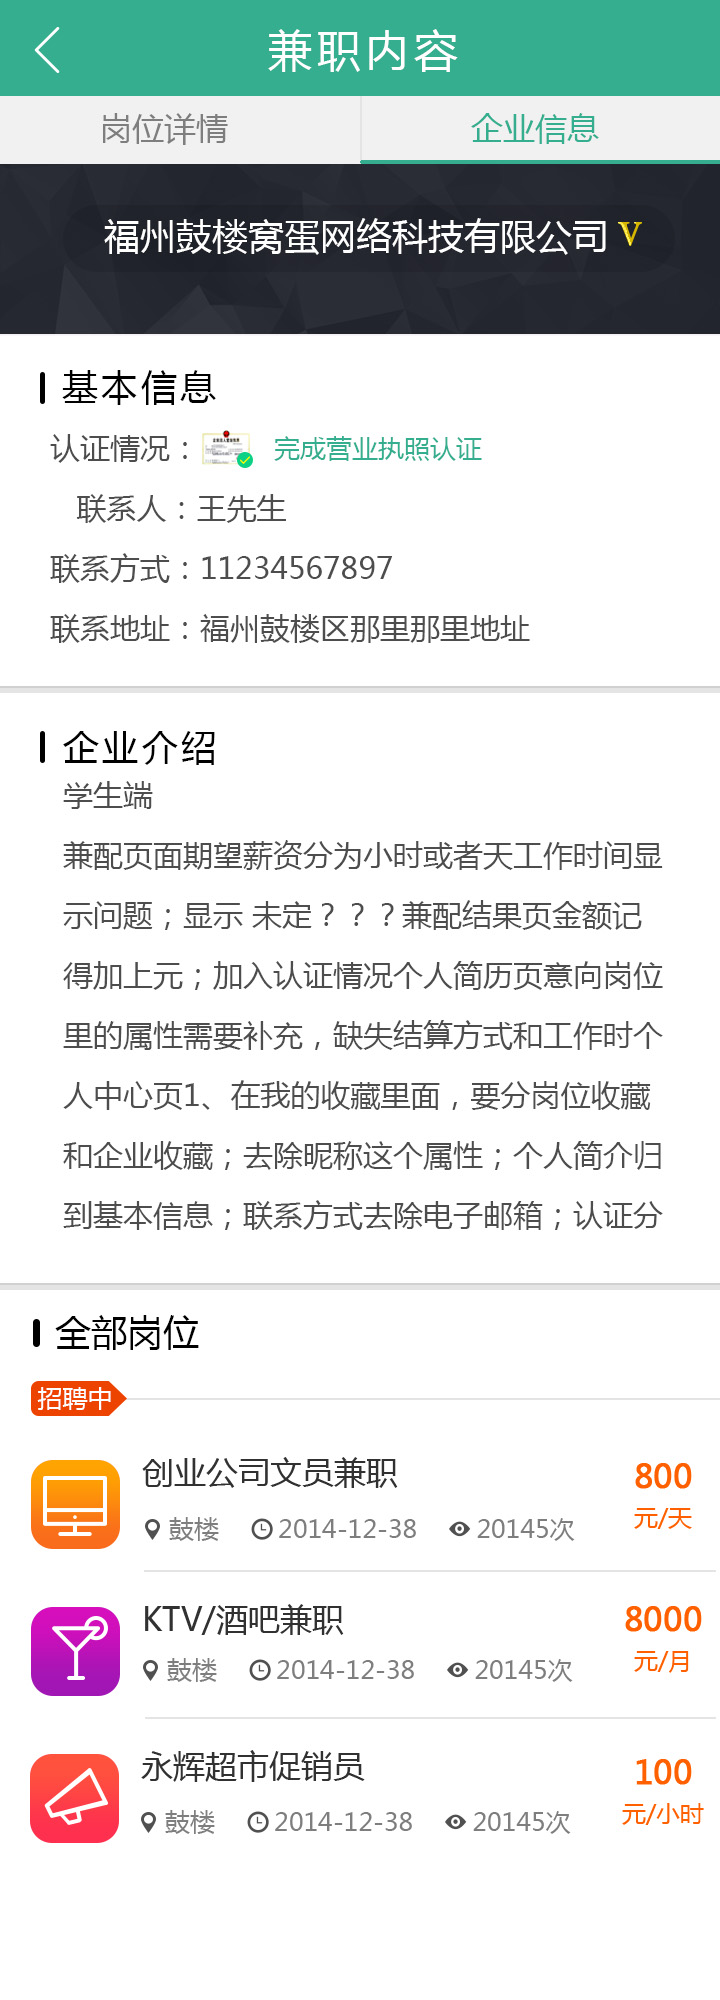 兼职内容
岗位详情
企业信息
福州鼓楼窝蛋网络科技有限公司 V
基本信息
认证情况： 完成营业执照认证
联系人：王先生
联系方式：11234567897
联系地址：福州鼓楼区那里那里地址
企业介绍
学生端
兼配页面期望薪资分为小时或者天工作时间显
示问题；显示 未定？？？兼配结果页金额记
得加上元；加入认证情况个人简历页意向岗位
里的属性需要补充，缺失结算方式和工作时个
人中心页1、在我的收藏里面，要分岗位收藏
和企业收藏；去除昵称这个属性；个人简介归
到基本信息；联系方式去除电子邮箱；认证分
全部岗位
招聘中
创业公司文员兼职
800
鼓楼 2014-12-38 20145次
元/天
KTV/酒吧兼职
8000
鼓楼 2014-12-38 20145次
元/月
永辉超市促销员
100
鼓楼 2014-12-38 20145次
元/小时